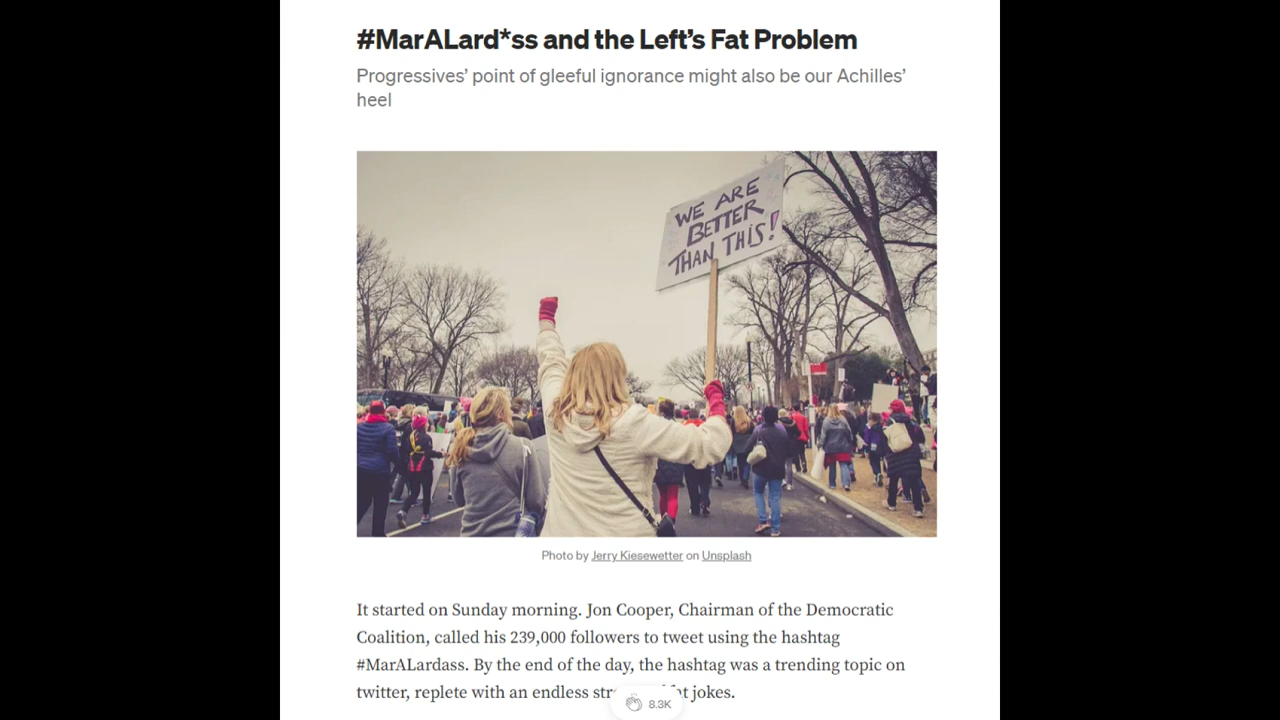 #MarALard*ss and the Left’s Fat Problem
Progressives’ point of gleeful ignorance might also be our Achilles’
heel
WE ARE
BETTER
THAN THIS!
Photo by Jerry Kiesewetter on Unsplash
It started on Sunday morning. Jon Cooper, Chairman of the Democratic
Coalition, called his 239,000 followers to tweet using the hashtag
#MarALardass. By the end of the day, the hashtag was a trending topic on
twitter, replete with an endless jokes.
8.3K